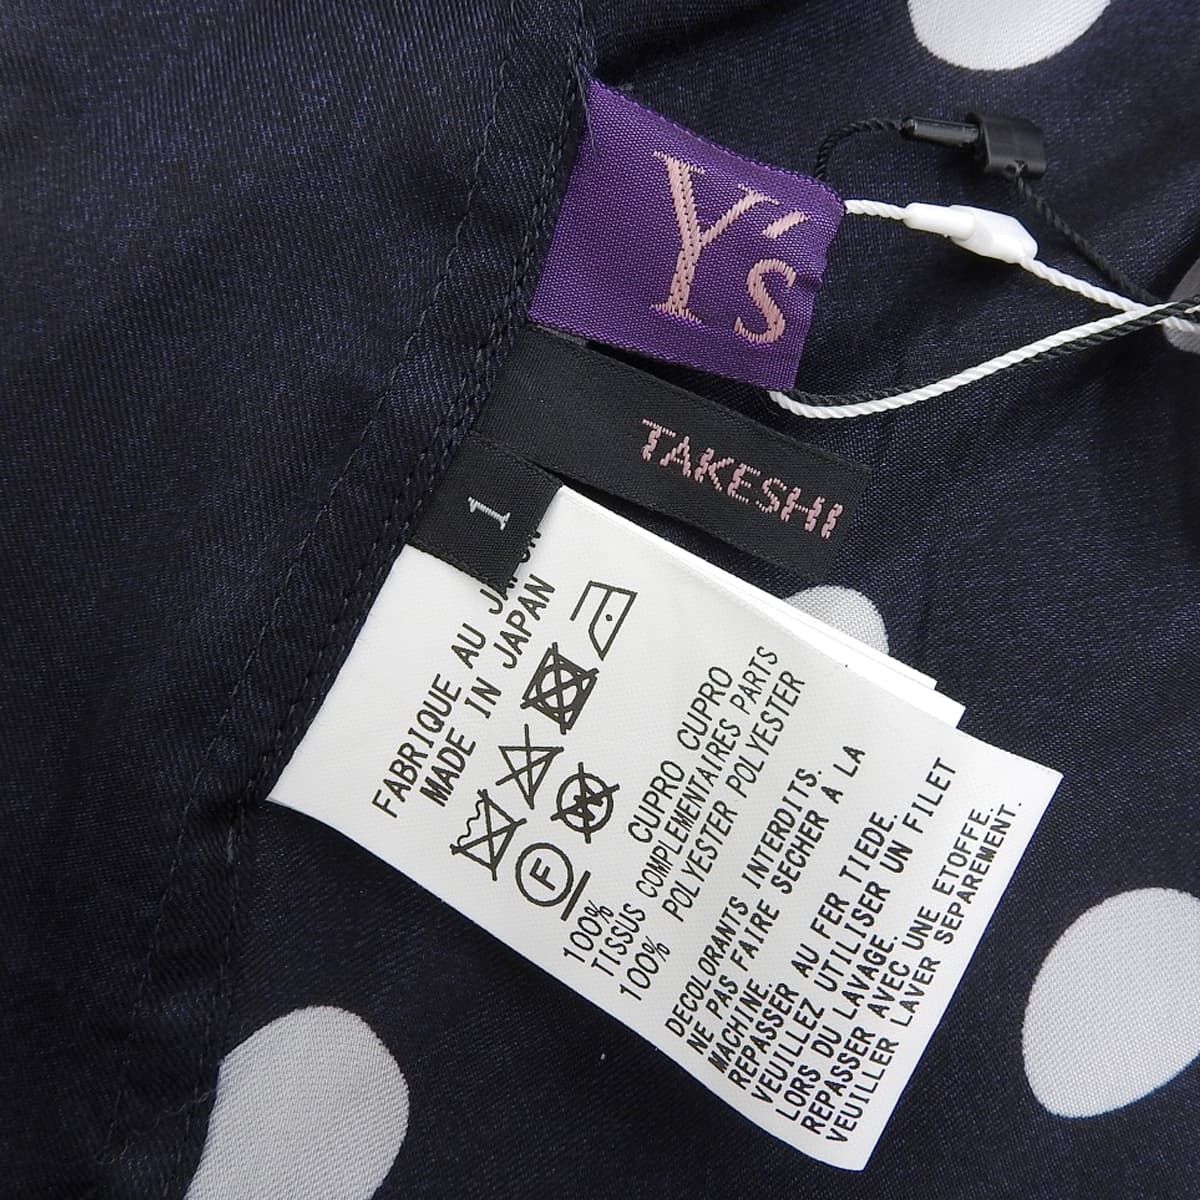 Y's
TAKESHI
1
FABRIQUE AU JAPON
MADE IN JAPAN
F
W
100% CUPRO CUPRO
TISSUS COMPLEMENTAIRES PARTS
100% POLYESTER POLYESTER
DECOLORANTS INTERDITS.
NE PAS FAIRE SECHER À LA
MACHINE.
REPASSER AU FER TIEDE.
VEUILLEZ UTILISER UN FILET
LORS DU LAVAGE.
REPASSER AVEC UNE ETOFFE.
VEUILLER LAVER SEPAREMENT.